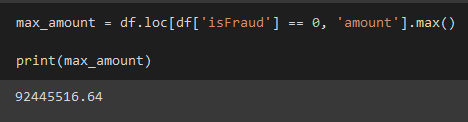 max_amount = df.loc[df['isFraud'] == 0, 'amount'].max()
print(max_amount)
92445516.64